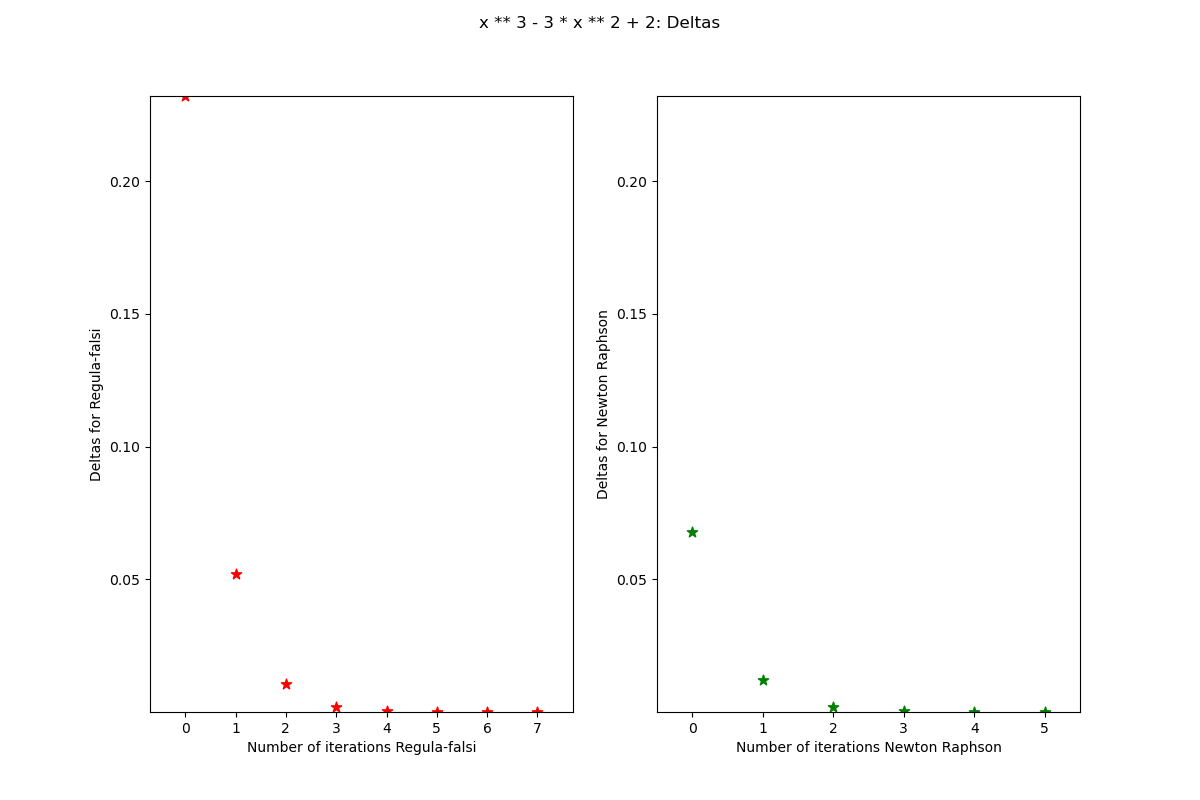 x ** 3 - 3 * x ** 2 + 2: Deltas
0.20
0.15
0.10
0.05
Deltas for Regula-falsi
0 1 2 3 4 5 6 7
Number of iterations Regula-falsi
0.20
0.15
0.10
0.05
Deltas for Newton Raphson
0 1 2 3 4 5
Number of iterations Newton Raphson